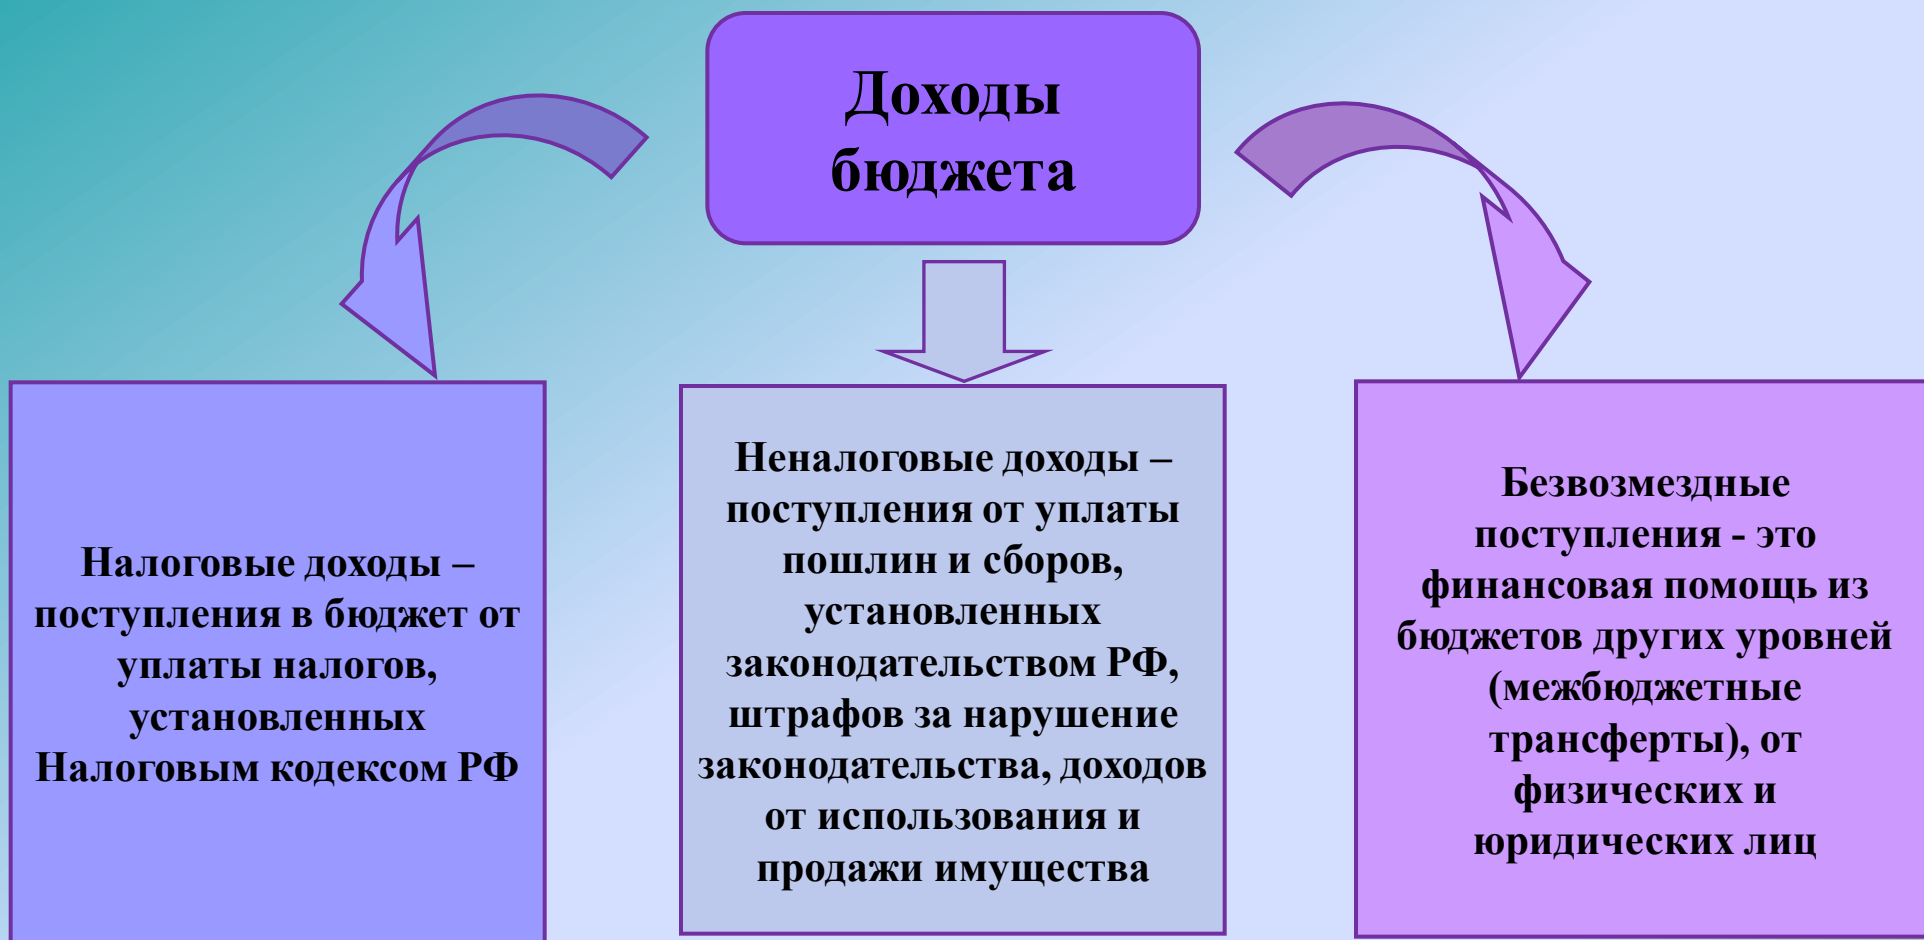 Доходы
бюджета
Налоговые доходы –
поступления в бюджет от
уплаты налогов,
установленных
Налоговым кодексом РФ
Неналоговые доходы –
поступления от уплаты
пошлин и сборов,
установленных
законодательством РФ,
штрафов за нарушение
законодательства, доходов
от использования и
продажи имущества
Безвозмездные
поступления - это
финансовая помощь из
бюджетов других уровней
(межбюджетные
трансферты), от
физических и
юридических лиц